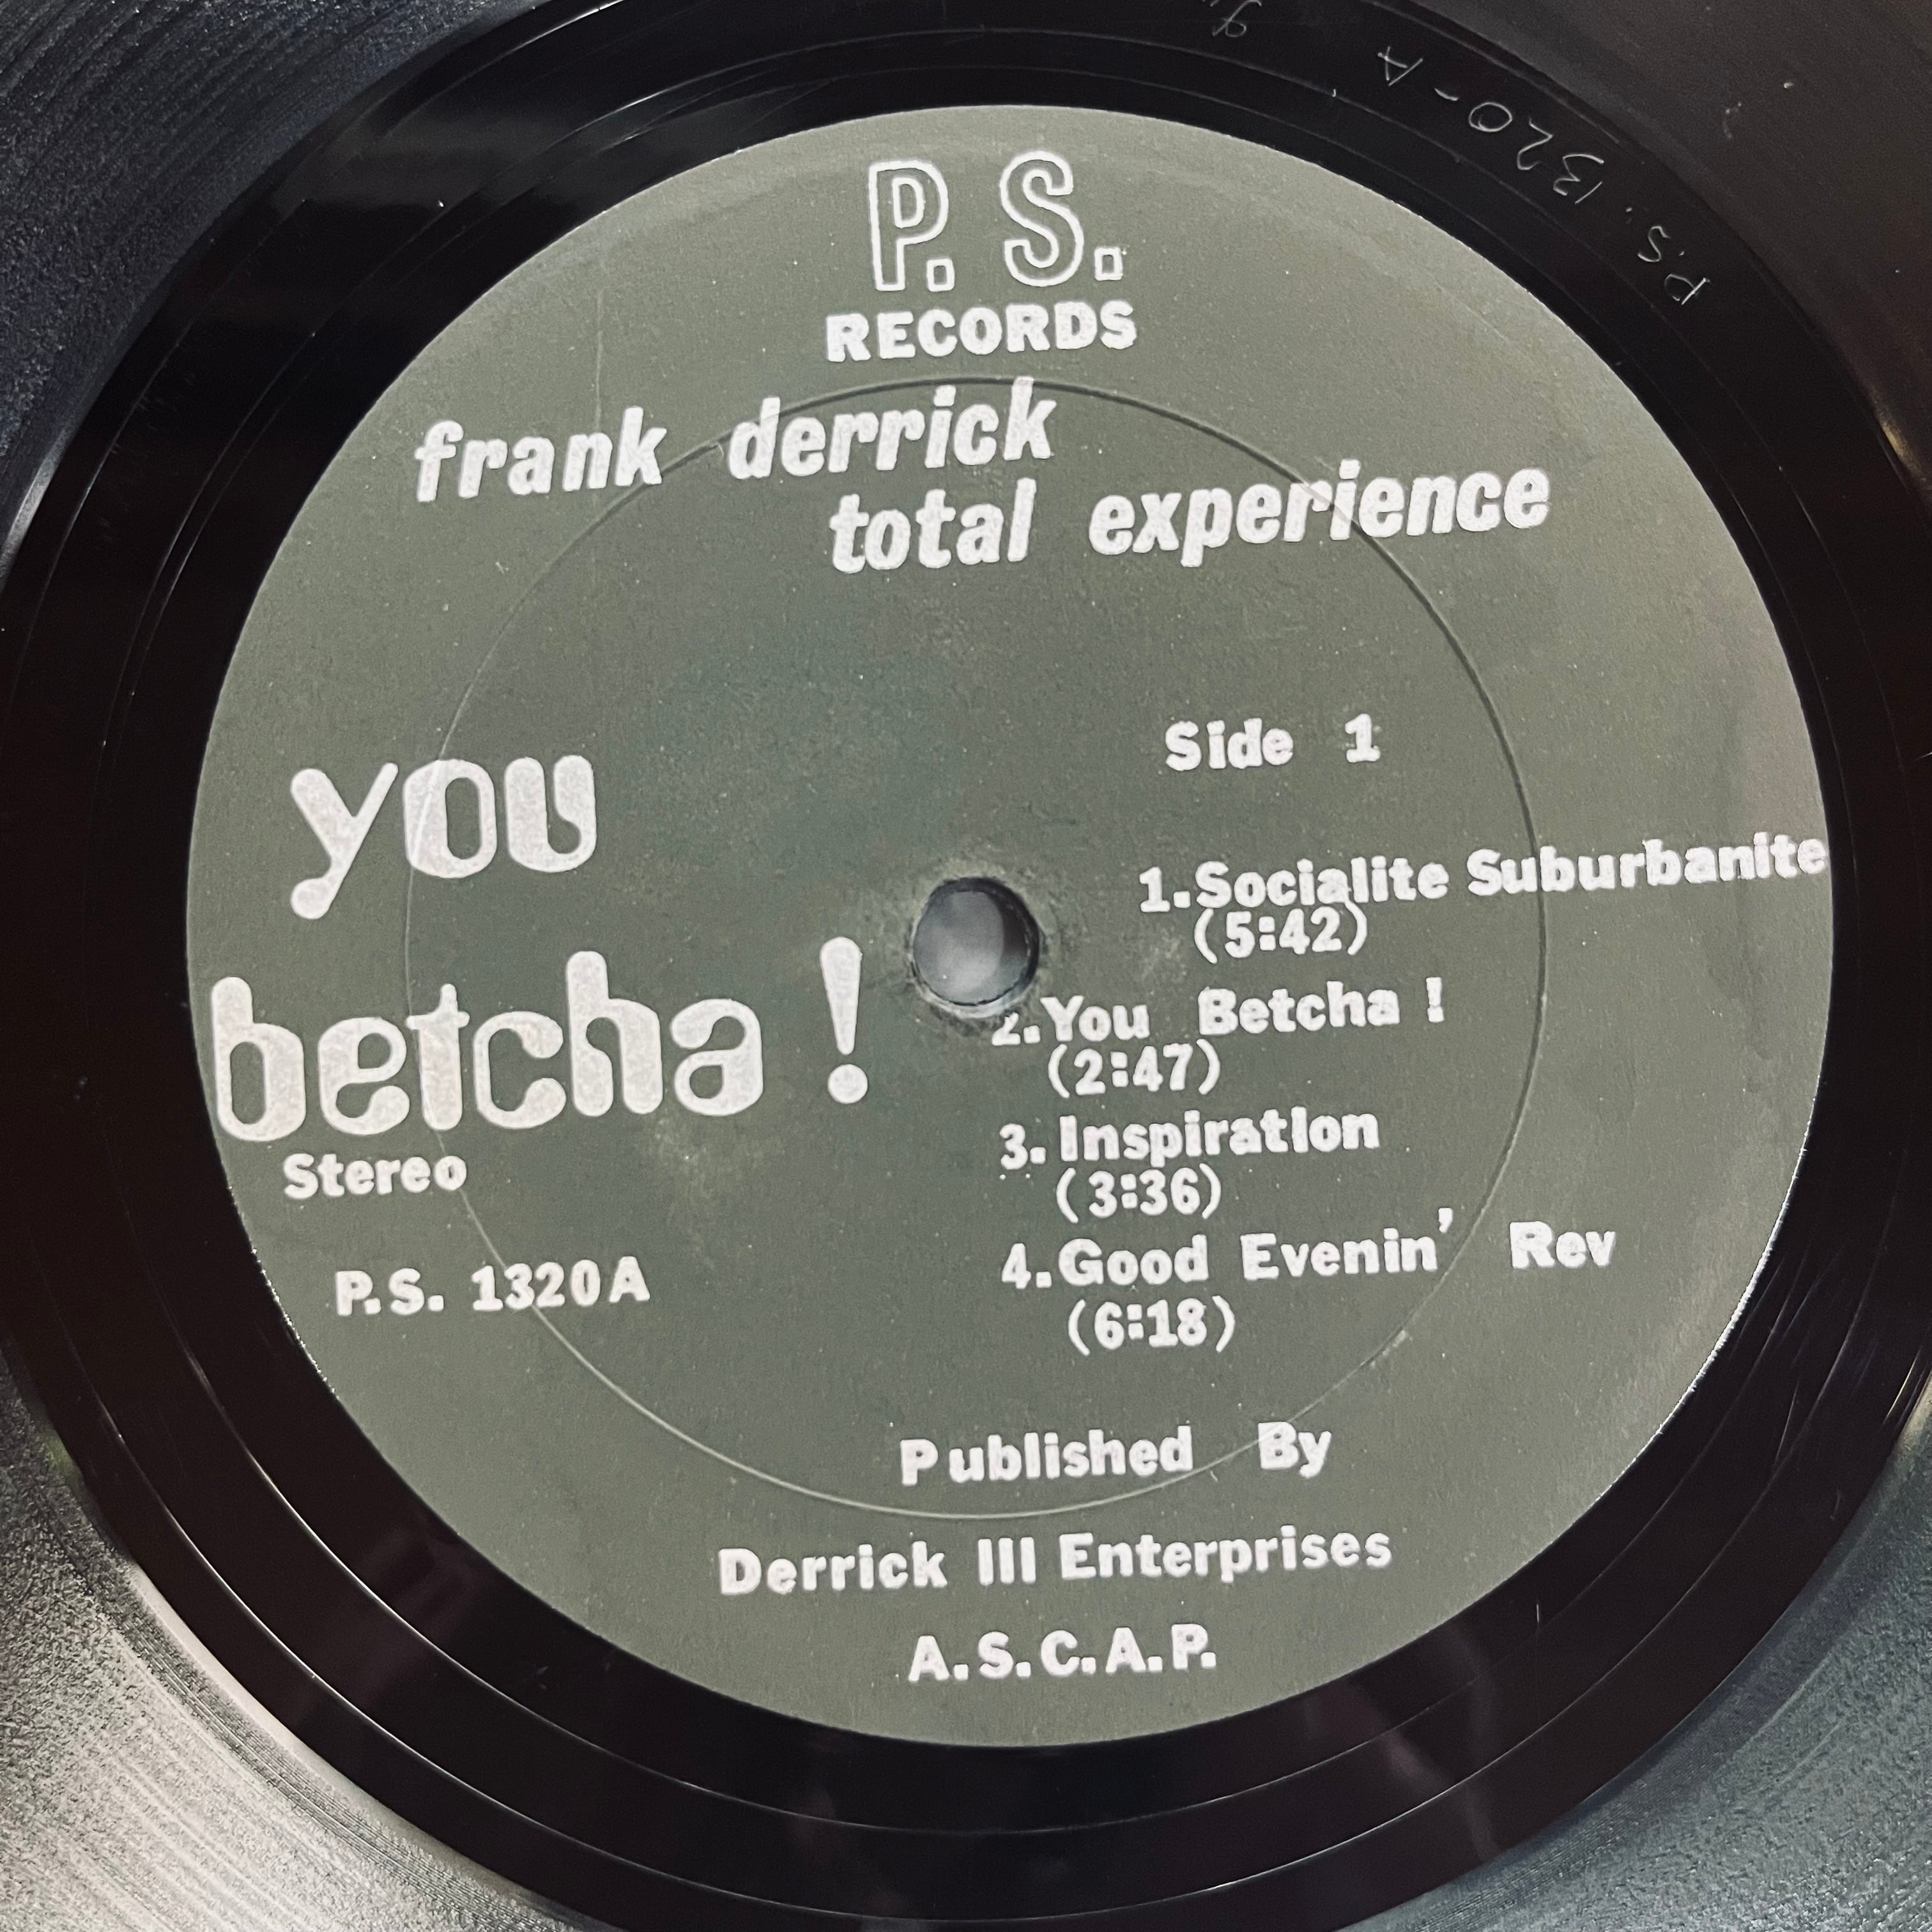 P.S. 1320-A
P. S.
RECORDS
frank derrick
total experience
Side 1
you
betcha !
1. Socialite Suburbanite
(5:42)
2. You Betcha !
(2:47)
3. Inspiration
(3:36)
4. Good Evenin' Rev
(6:18)
Stereo
P.S. 1320A
Published By
Derrick III Enterprises
A.S.C.A.P.